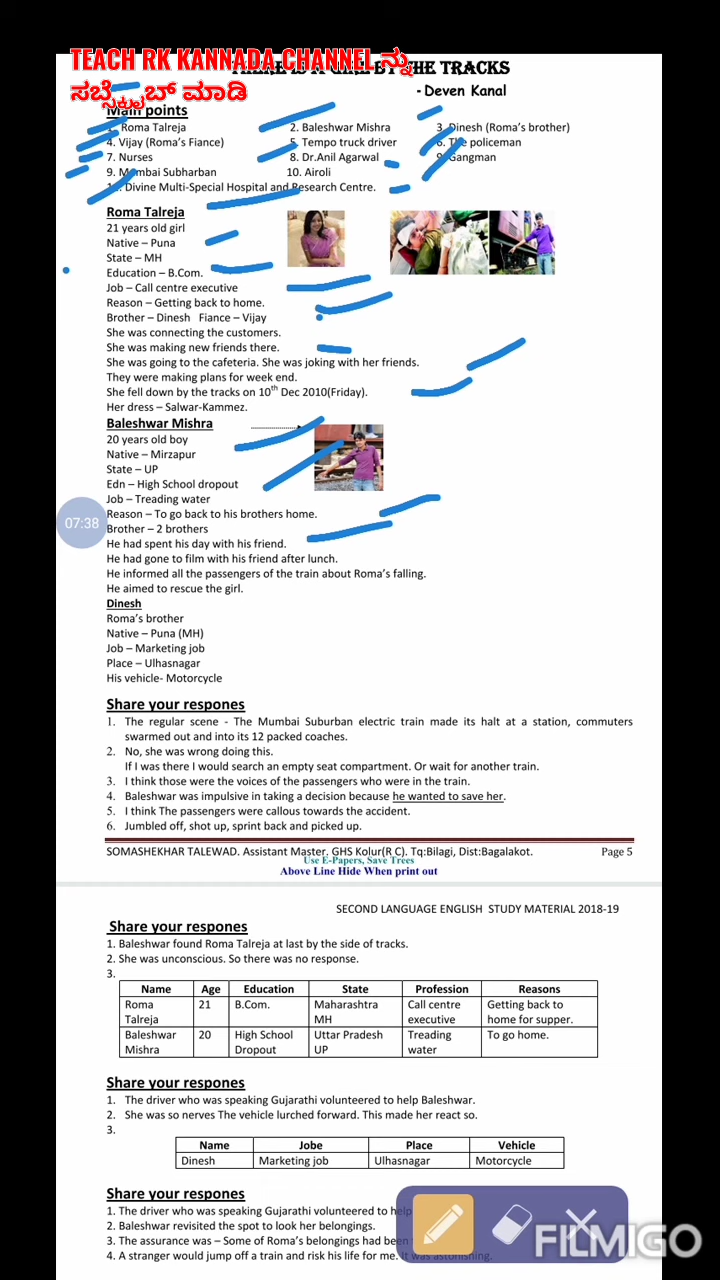 TEACH RK KANNADA CHANNEL ನ್ನು
ಸಬ್ಸ್ಕ್ರೈಬ್ ಮಾಡಿ
THE TRACKS
- Deven Kanal
Main points
Roma Talreja 2. Baleshwar Mishra 3. Dinesh (Roma's brother)
4. Vijay (Roma's Fiance) 5. Tempo truck driver 6. The policeman
7. Nurses 8. Dr.Anil Agarwal 9. Gangman
9. Mumbai Subharban 10. Airoli
Divine Multi-Special Hospital and Research Centre.
Roma Talreja
21 years old girl
Native – Puna
State – MH
Education – B.Com.
Job – Call centre executive
Reason – Getting back to home.
Brother – Dinesh Fiance – Vijay
She was connecting the customers.
She was making new friends there.
She was going to the cafeteria. She was joking with her friends.
They were making plans for week end.
She fell down by the tracks on 10th Dec 2010(Friday).
Her dress – Salwar-Kammez.
Baleshwar Mishra
20 years old boy
Native – Mirzapur
State – UP
Edn – High School dropout
Job – Treading water
07:38
Reason – To go back to his brothers home.
Brother – 2 brothers
He had spent his day with his friend.
He had gone to film with his friend after lunch.
He informed all the passengers of the train about Roma's falling.
He aimed to rescue the girl.
Dinesh
Roma's brother
Native – Puna (MH)
Job – Marketing job
Place – Ulhasnagar
His vehicle- Motorcycle
Share your respones
1. The regular scene - The Mumbai Suburban electric train made its halt at a station, commuters
swarmed out and into its 12 packed coaches.
2. No, she was wrong doing this.
If I was there I would search an empty seat compartment. Or wait for another train.
3. I think those were the voices of the passengers who were in the train.
4. Baleshwar was impulsive in taking a decision because he wanted to save her.
5. I think The passengers were callous towards the accident.
6. Jumbled off, shot up, sprint back and picked up.
SOMASHEKHAR TALEWAD. Assistant Master. GHS Kolur(R C). Tq:Bilagi, Dist:Bagalakot. Page 5
Use E-Papers, Save Trees
Above Line Hide When print out
SECOND LANGUAGE ENGLISH STUDY MATERIAL 2018-19
Share your respones
1. Baleshwar found Roma Talreja at last by the side of tracks.
2. She was unconscious. So there was no response.
3.
Name Age Education State Profession Reasons
Roma 21 B.Com. Maharashtra Call centre Getting back to
Talreja MH executive home for supper.
Baleshwar 20 High School Uttar Pradesh Treading To go home.
Mishra Dropout UP water
Share your respones
1. The driver who was speaking Gujarathi volunteered to help Baleshwar.
2. She was so nerves The vehicle lurched forward. This made her react so.
3.
Name Jobe Place Vehicle
Dinesh Marketing job Ulhasnagar Motorcycle
Share your respones
1. The driver who was speaking Gujarathi volunteered to help
2. Baleshwar revisited the spot to look her belongings.
3. The assurance was – Some of Roma's belongings had been
4. A stranger would jump off a train and risk his life for me. It was astonishing.
FILMIGO